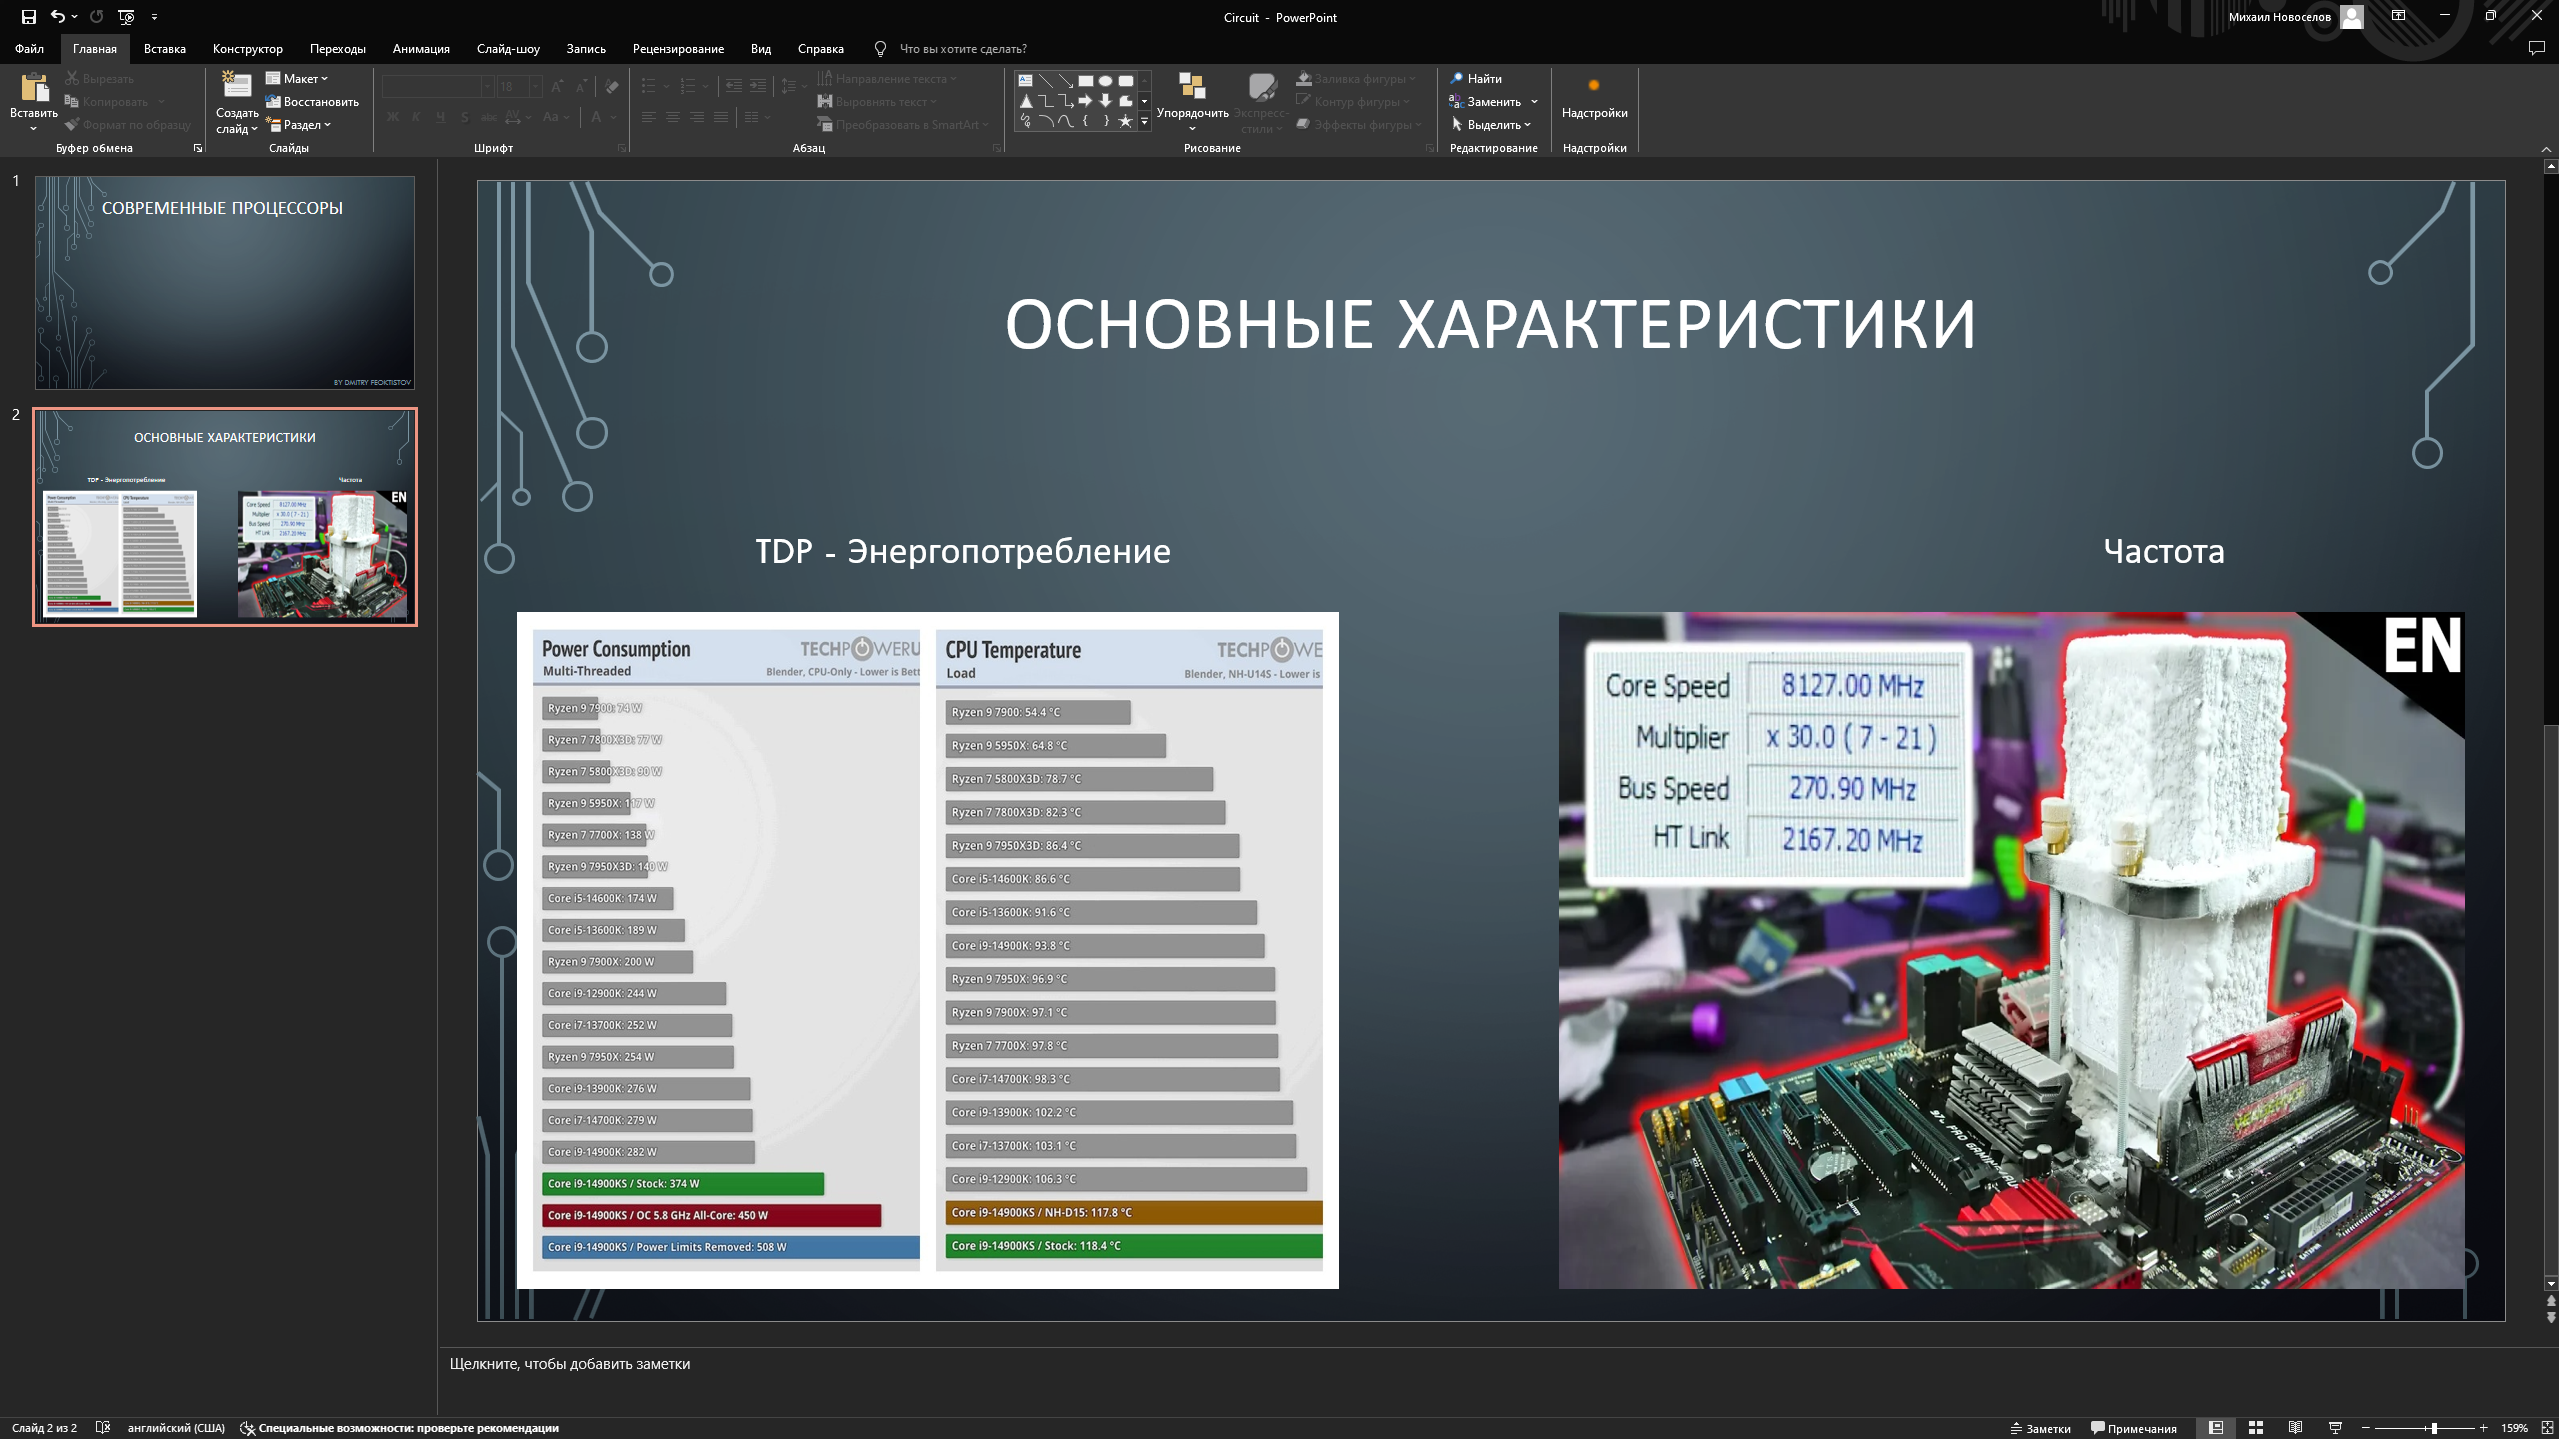 Circuit - PowerPoint
Михаил Новоселов
Файл Главная Вставка Конструктор Переходы Анимация Слайд-шоу Запись Рецензирование Вид Справка Что вы хотите сделать?
Вставить
Вырезать
Копировать
Формат по образцу
Буфер обмена
Создать слайд
Макет
Восстановить
Раздел
Слайды
18
Ж К Ч S abc AV Aa A
Шрифт
Направление текста
Выровнять текст
Преобразовать в SmartArt
Абзац
Упорядочить
Экспресс-стили
Заливка фигуры
Контур фигуры
Эффекты фигуры
Рисование
Найти
Заменить
Выделить
Редактирование
Надстройки
Надстройки
1
СОВРЕМЕННЫЕ ПРОЦЕССОРЫ
BY DMITRY FEOKTISTOV
2
ОСНОВНЫЕ ХАРАКТЕРИСТИКИ
TDP - Энергопотребление
Частота
ОСНОВНЫЕ ХАРАКТЕРИСТИКИ
TDP - Энергопотребление
Частота
Power Consumption
Multi-Threaded
TECHPOWERU
Blender, CPU-Only - Lower is Bett
Ryzen 9 7900: 74 W
Ryzen 7 7800X3D: 77 W
Ryzen 7 5800X3D: 90 W
Ryzen 9 5950X: 117 W
Ryzen 7 7700X: 138 W
Ryzen 9 7950X3D: 140 W
Core i5-14600K: 174 W
Core i5-13600K: 189 W
Ryzen 9 7900X: 200 W
Core i9-12900K: 244 W
Core i7-13700K: 252 W
Ryzen 9 7950X: 254 W
Core i9-13900K: 276 W
Core i7-14700K: 279 W
Core i9-14900K: 282 W
Core i9-14900KS / Stock: 374 W
Core i9-14900KS / OC 5.8 GHz All-Core: 450 W
Core i9-14900KS / Power Limits Removed: 508 W
CPU Temperature
Load
TECHPOWE
Blender, NH-U14S - Lower is
Ryzen 9 7900: 54.4 °C
Ryzen 9 5950X: 64.8 °C
Ryzen 7 5800X3D: 78.7 °C
Ryzen 7 7800X3D: 82.3 °C
Ryzen 9 7950X3D: 86.4 °C
Core i5-14600K: 86.6 °C
Core i5-13600K: 91.6 °C
Core i9-14900K: 93.8 °C
Ryzen 9 7950X: 96.9 °C
Ryzen 9 7900X: 97.1 °C
Ryzen 7 7700X: 97.8 °C
Core i7-14700K: 98.3 °C
Core i9-13900K: 102.2 °C
Core i7-13700K: 103.1 °C
Core i9-12900K: 106.3 °C
Core i9-14900KS / NH-D15: 117.8 °C
Core i9-14900KS / Stock: 118.4 °C
EN
Core Speed 8127.00 MHz
Multiplier x 30.0 ( 7 - 21 )
Bus Speed 270.90 MHz
HT Link 2167.20 MHz
Щелкните, чтобы добавить заметки
Слайд 2 из 2 английский (США) Специальные возможности: проверьте рекомендации Заметки Примечания 159%